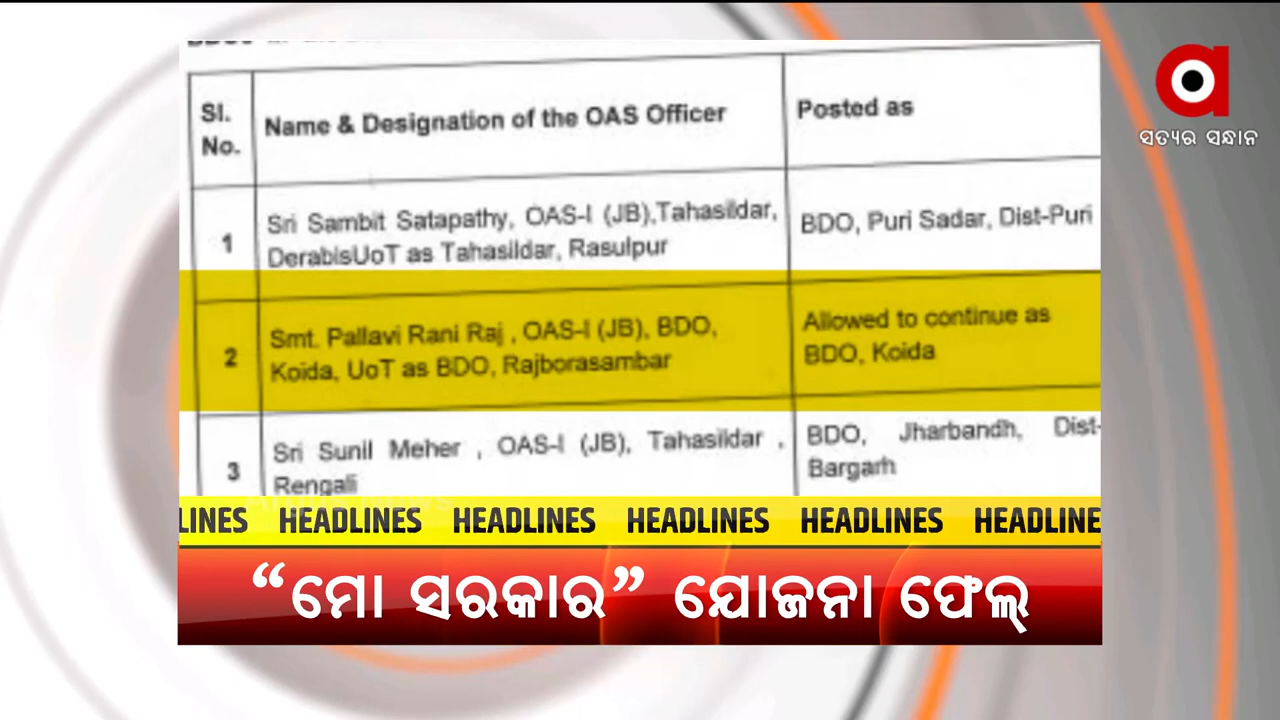 ସତ୍ୟର ସନ୍ଧାନ
Sl. No.
Name & Designation of the OAS Officer
Posted as
1
Sri Sambit Satapathy, OAS-I (JB),Tahasildar,
DerabisUoT as Tahasildar, Rasulpur
BDO, Puri Sadar, Dist-Puri
2
Smt. Pallavi Rani Raj , OAS-I (JB), BDO,
Koida, UoT as BDO, Rajborasambar
Allowed to continue as
BDO, Koida
3
Sri Sunil Meher , OAS-I (JB), Tahasildar ,
Rengali
BDO, Jharbandh, Dist-
Bargarh
LINES HEADLINES HEADLINES HEADLINES HEADLINES HEADLINE
“ମୋ ସରକାର” ଯୋଜନା ଫେଲ୍